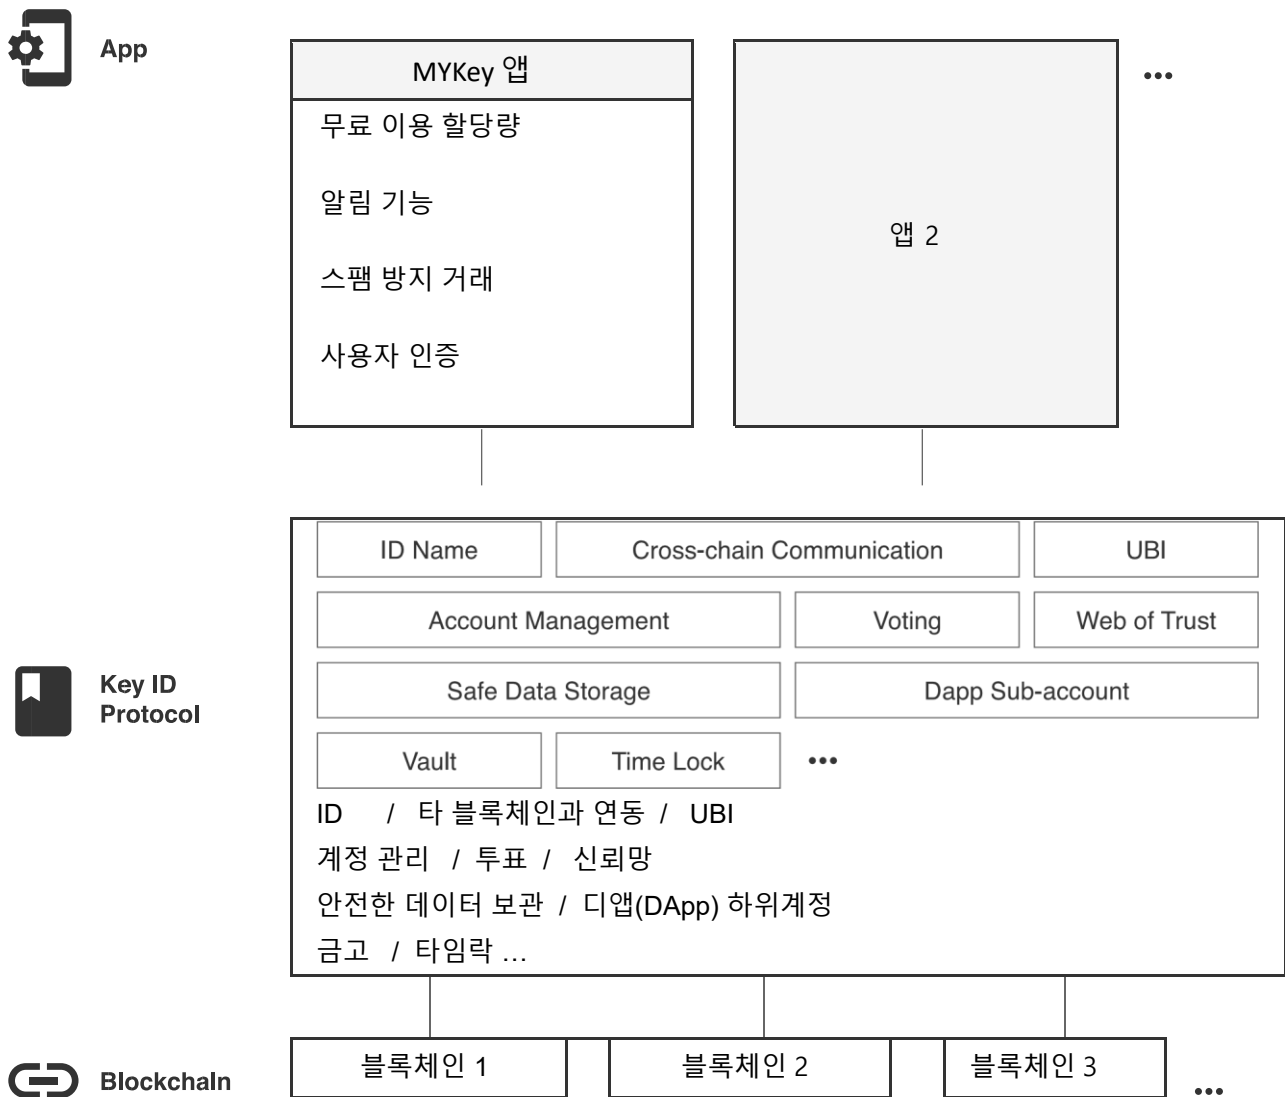 App
MYKey 앱
•••
무료 이용 할당량
알림 기능
스팸 방지 거래
사용자 인증
앱 2
Key ID
Protocol
ID Name
Cross-chain Communication
UBI
Account Management
Voting
Web of Trust
Safe Data Storage
Dapp Sub-account
Vault
Time Lock
•••
ID / 타 블록체인과 연동 / UBI
계정 관리 / 투표 / 신뢰망
안전한 데이터 보관 / 디앱(DApp) 하위계정
금고 / 타임락 ...
Blockchain
블록체인 1
블록체인 2
블록체인 3
•••